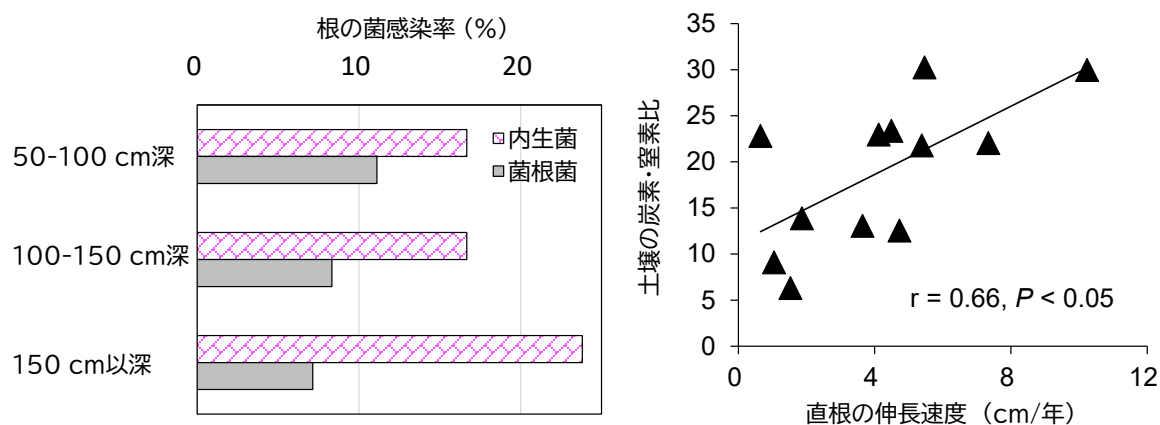 根の菌感染率（%）
0 10 20
内生菌
菌根菌
50-100 cm深
100-150 cm深
150 cm以深
土壌の炭素・窒素比
35
30
25
20
15
10
5
0
r = 0.66, P < 0.05
0 4 8 12
直根の伸長速度（cm/年）